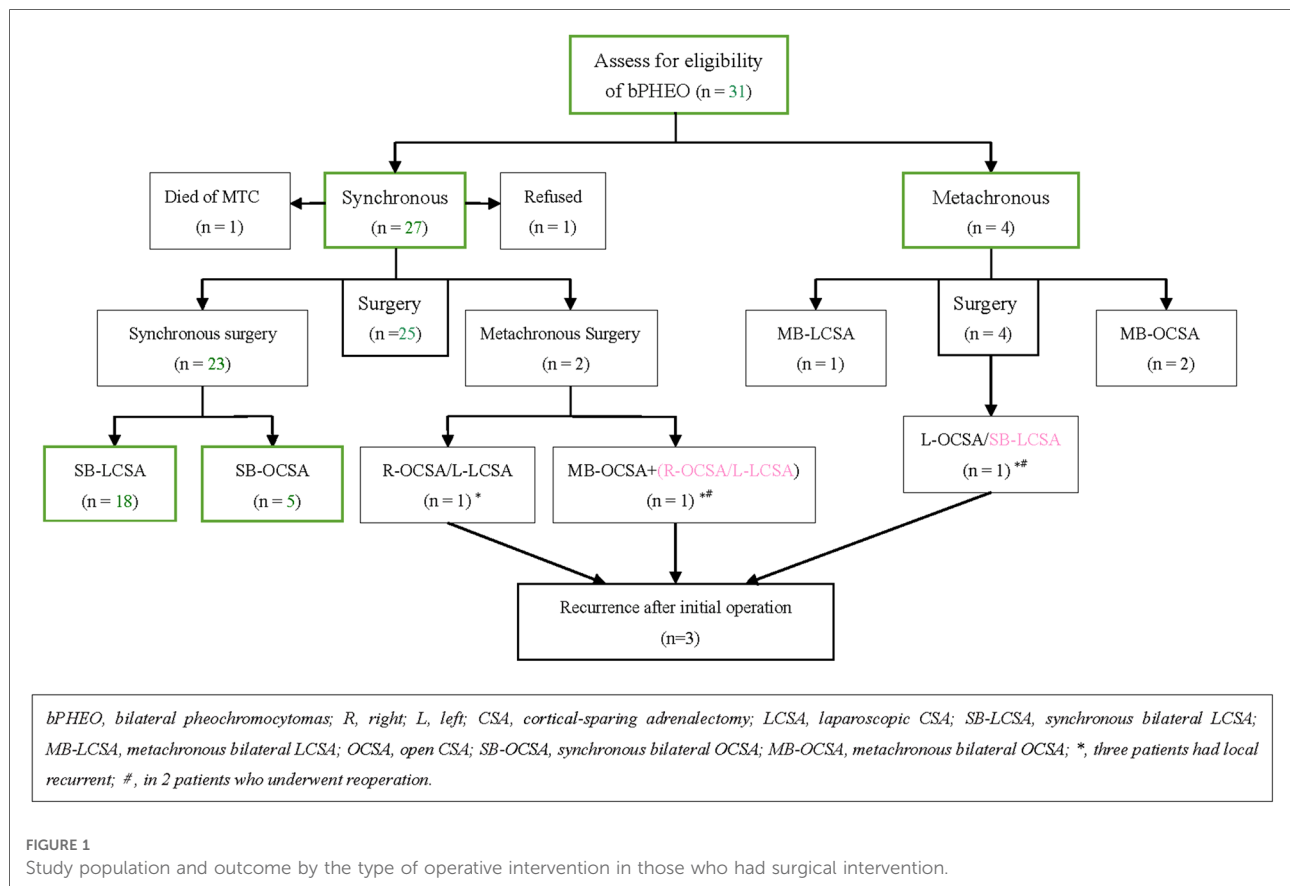 Assess for eligibility
of bPHEO (n = 31)
Died of MTC
(n = 1)
Synchronous
(n = 27)
Refused
(n = 1)
Metachronous
(n = 4)
Synchronous surgery
(n = 23)
Surgery
(n =25)
Metachronous Surgery
(n = 2)
MB-LCSA
(n = 1)
Surgery
(n = 4)
MB-OCSA
(n = 2)
SB-LCSA
(n = 18)
SB-OCSA
(n = 5)
R-OCSA/L-LCSA
(n = 1) *
MB-OCSA+(R-OCSA/L-LCSA)
(n = 1) *#
L-OCSA/SB-LCSA
(n = 1) *#
Recurrence after initial operation
(n=3)
bPHEO, bilateral pheochromocytomas; R, right; L, left; CSA, cortical-sparing adrenalectomy; LCSA, laparoscopic CSA; SB-LCSA, synchronous bilateral LCSA;
MB-LCSA, metachronous bilateral LCSA; OCSA, open CSA; SB-OCSA, synchronous bilateral OCSA; MB-OCSA, metachronous bilateral OCSA; *, three patients had local
recurrent; #, in 2 patients who underwent reoperation.
FIGURE 1
Study population and outcome by the type of operative intervention in those who had surgical intervention.